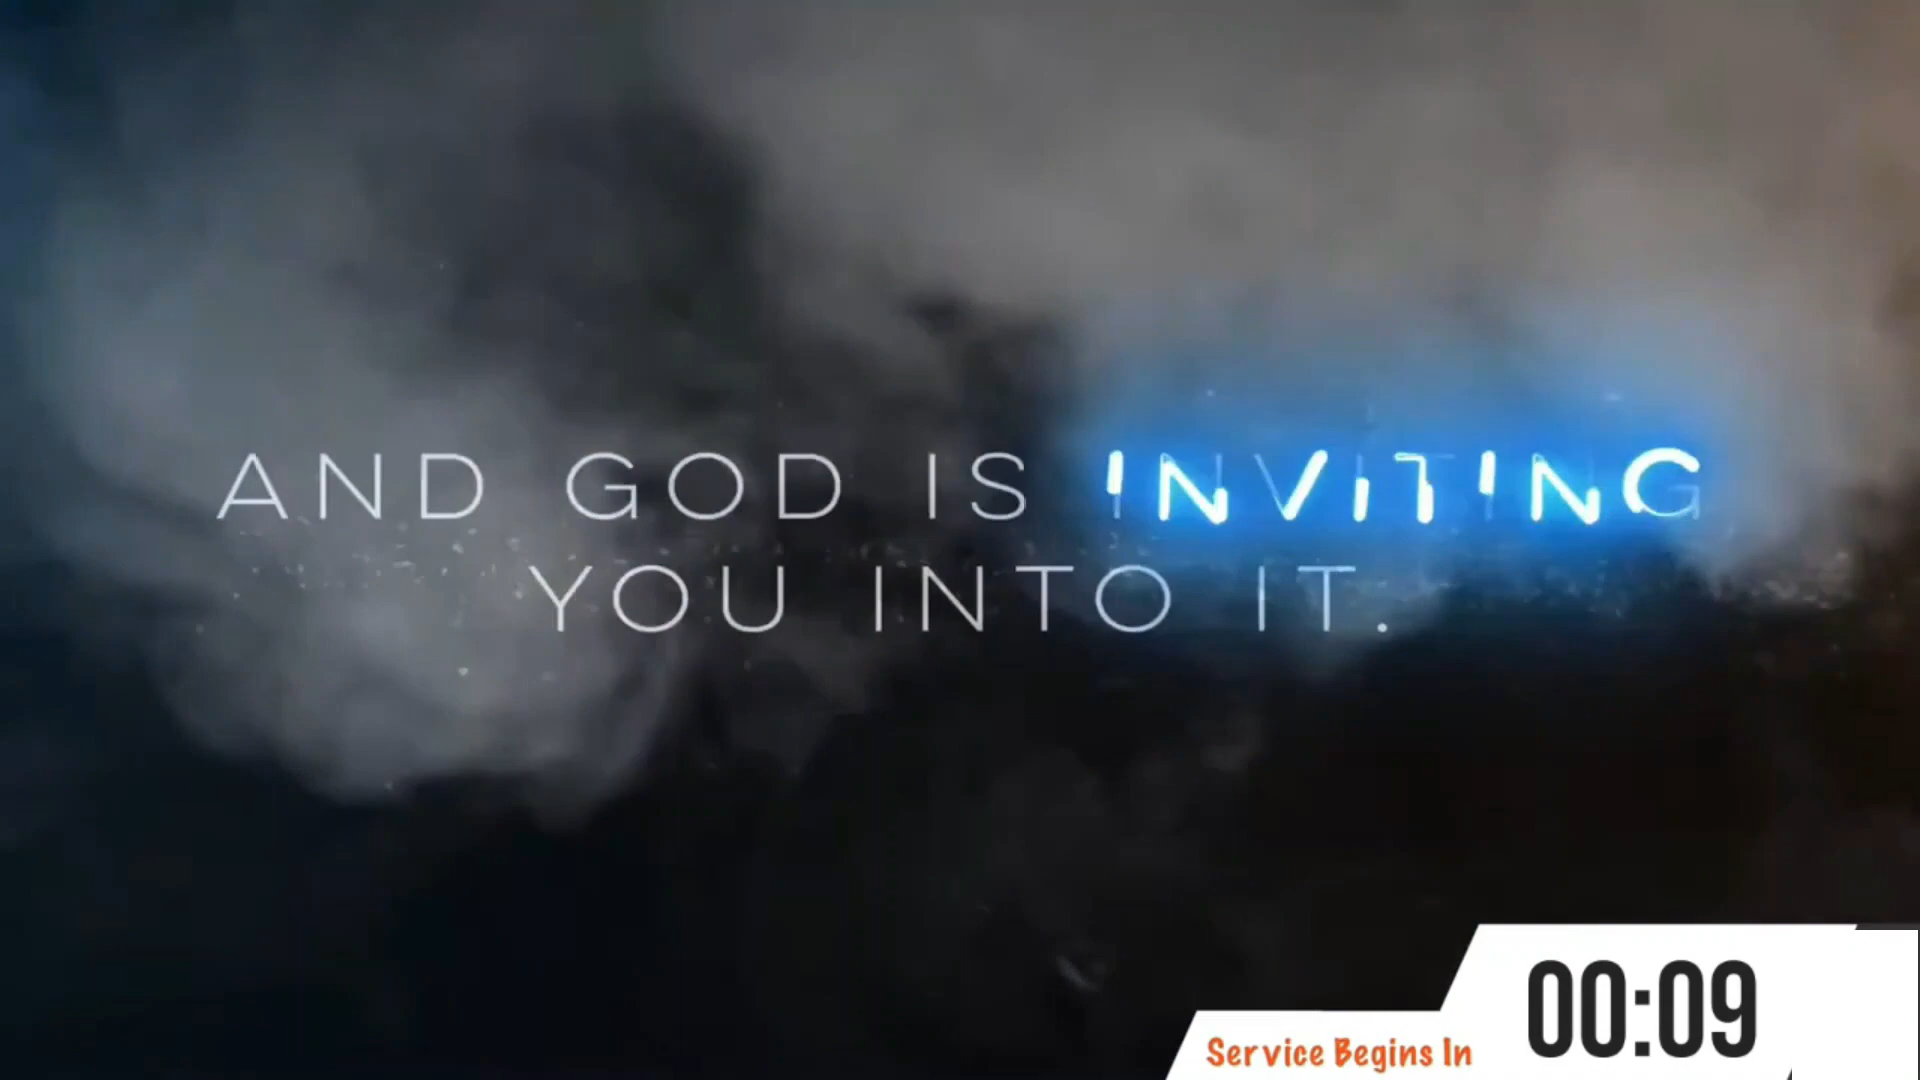 AND GOD IS INVITING
YOU INTO IT.
00:09
Service Begins In